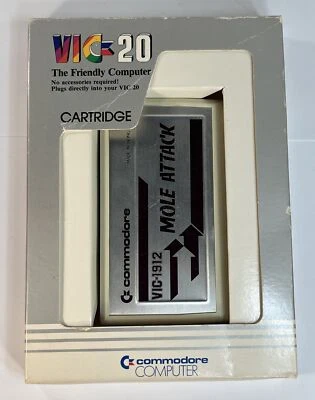 VIC-20
The Friendly Computer
No accessories required!
Plugs directly into your VIC 20
CARTRIDGE
commodore
VIC-1912
MOLE ATTACK
commodore
COMPUTER